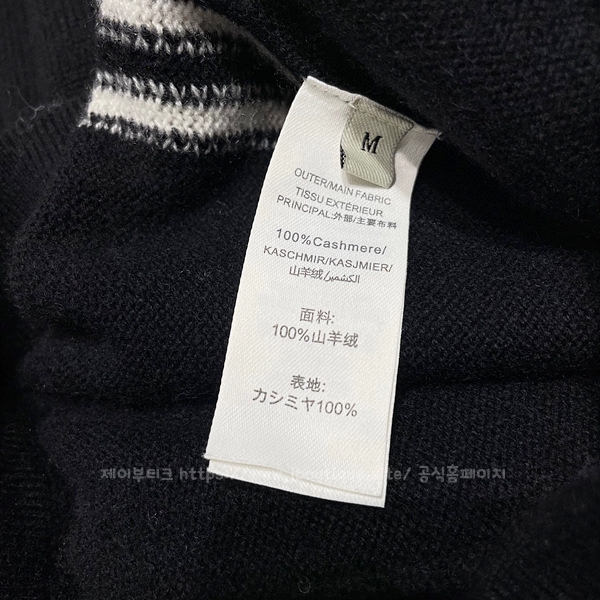 M
OUTER/MAIN FABRIC
TISSU EXTÉRIEUR
PRINCIPAL:外部/主要布料
100%Cashmere/
KASCHMIR/KASJMIER/
山羊绒/الكشمير/
面料:
100%山羊绒
表地:
カシミヤ100%
제이부티크 공식홈페이지